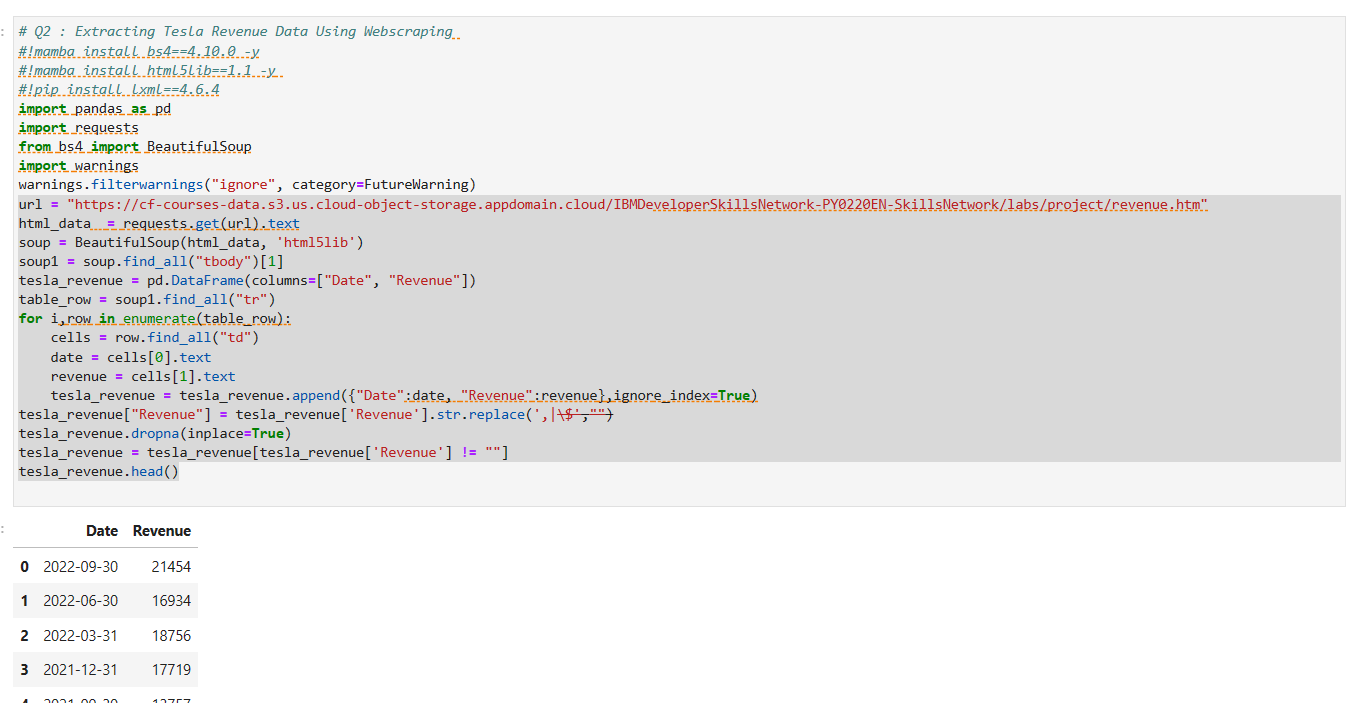 # Q2 : Extracting Tesla Revenue Data Using Webscraping
#!mamba install bs4==4.10.0 -y
#!mamba install html5lib==1.1 -y
#!pip install lxml==4.6.4
import pandas as pd
import requests
from bs4 import BeautifulSoup
import warnings
warnings.filterwarnings("ignore", category=FutureWarning)
url = "https://cf-courses-data.s3.us.cloud-object-storage.appdomain.cloud/IBMDeveloperSkillsNetwork-PY0220EN-SkillsNetwork/labs/project/revenue.htm"
html_data  = requests.get(url).text
soup = BeautifulSoup(html_data, 'html5lib')
soup1 = soup.find_all("tbody")[1]
tesla_revenue = pd.DataFrame(columns=["Date", "Revenue"])
table_row = soup1.find_all("tr")
for i,row in enumerate(table_row):
    cells = row.find_all("td")
    date = cells[0].text
    revenue = cells[1].text
    tesla_revenue = tesla_revenue.append({"Date":date, "Revenue":revenue},ignore_index=True)
tesla_revenue["Revenue"] = tesla_revenue['Revenue'].str.replace(',|\$',"")
tesla_revenue.dropna(inplace=True)
tesla_revenue = tesla_revenue[tesla_revenue['Revenue'] != ""]
tesla_revenue.head()
Date Revenue
0 2022-09-30 21454
1 2022-06-30 16934
2 2022-03-31 18756
3 2021-12-31 17719
4 2021-09-30 13757